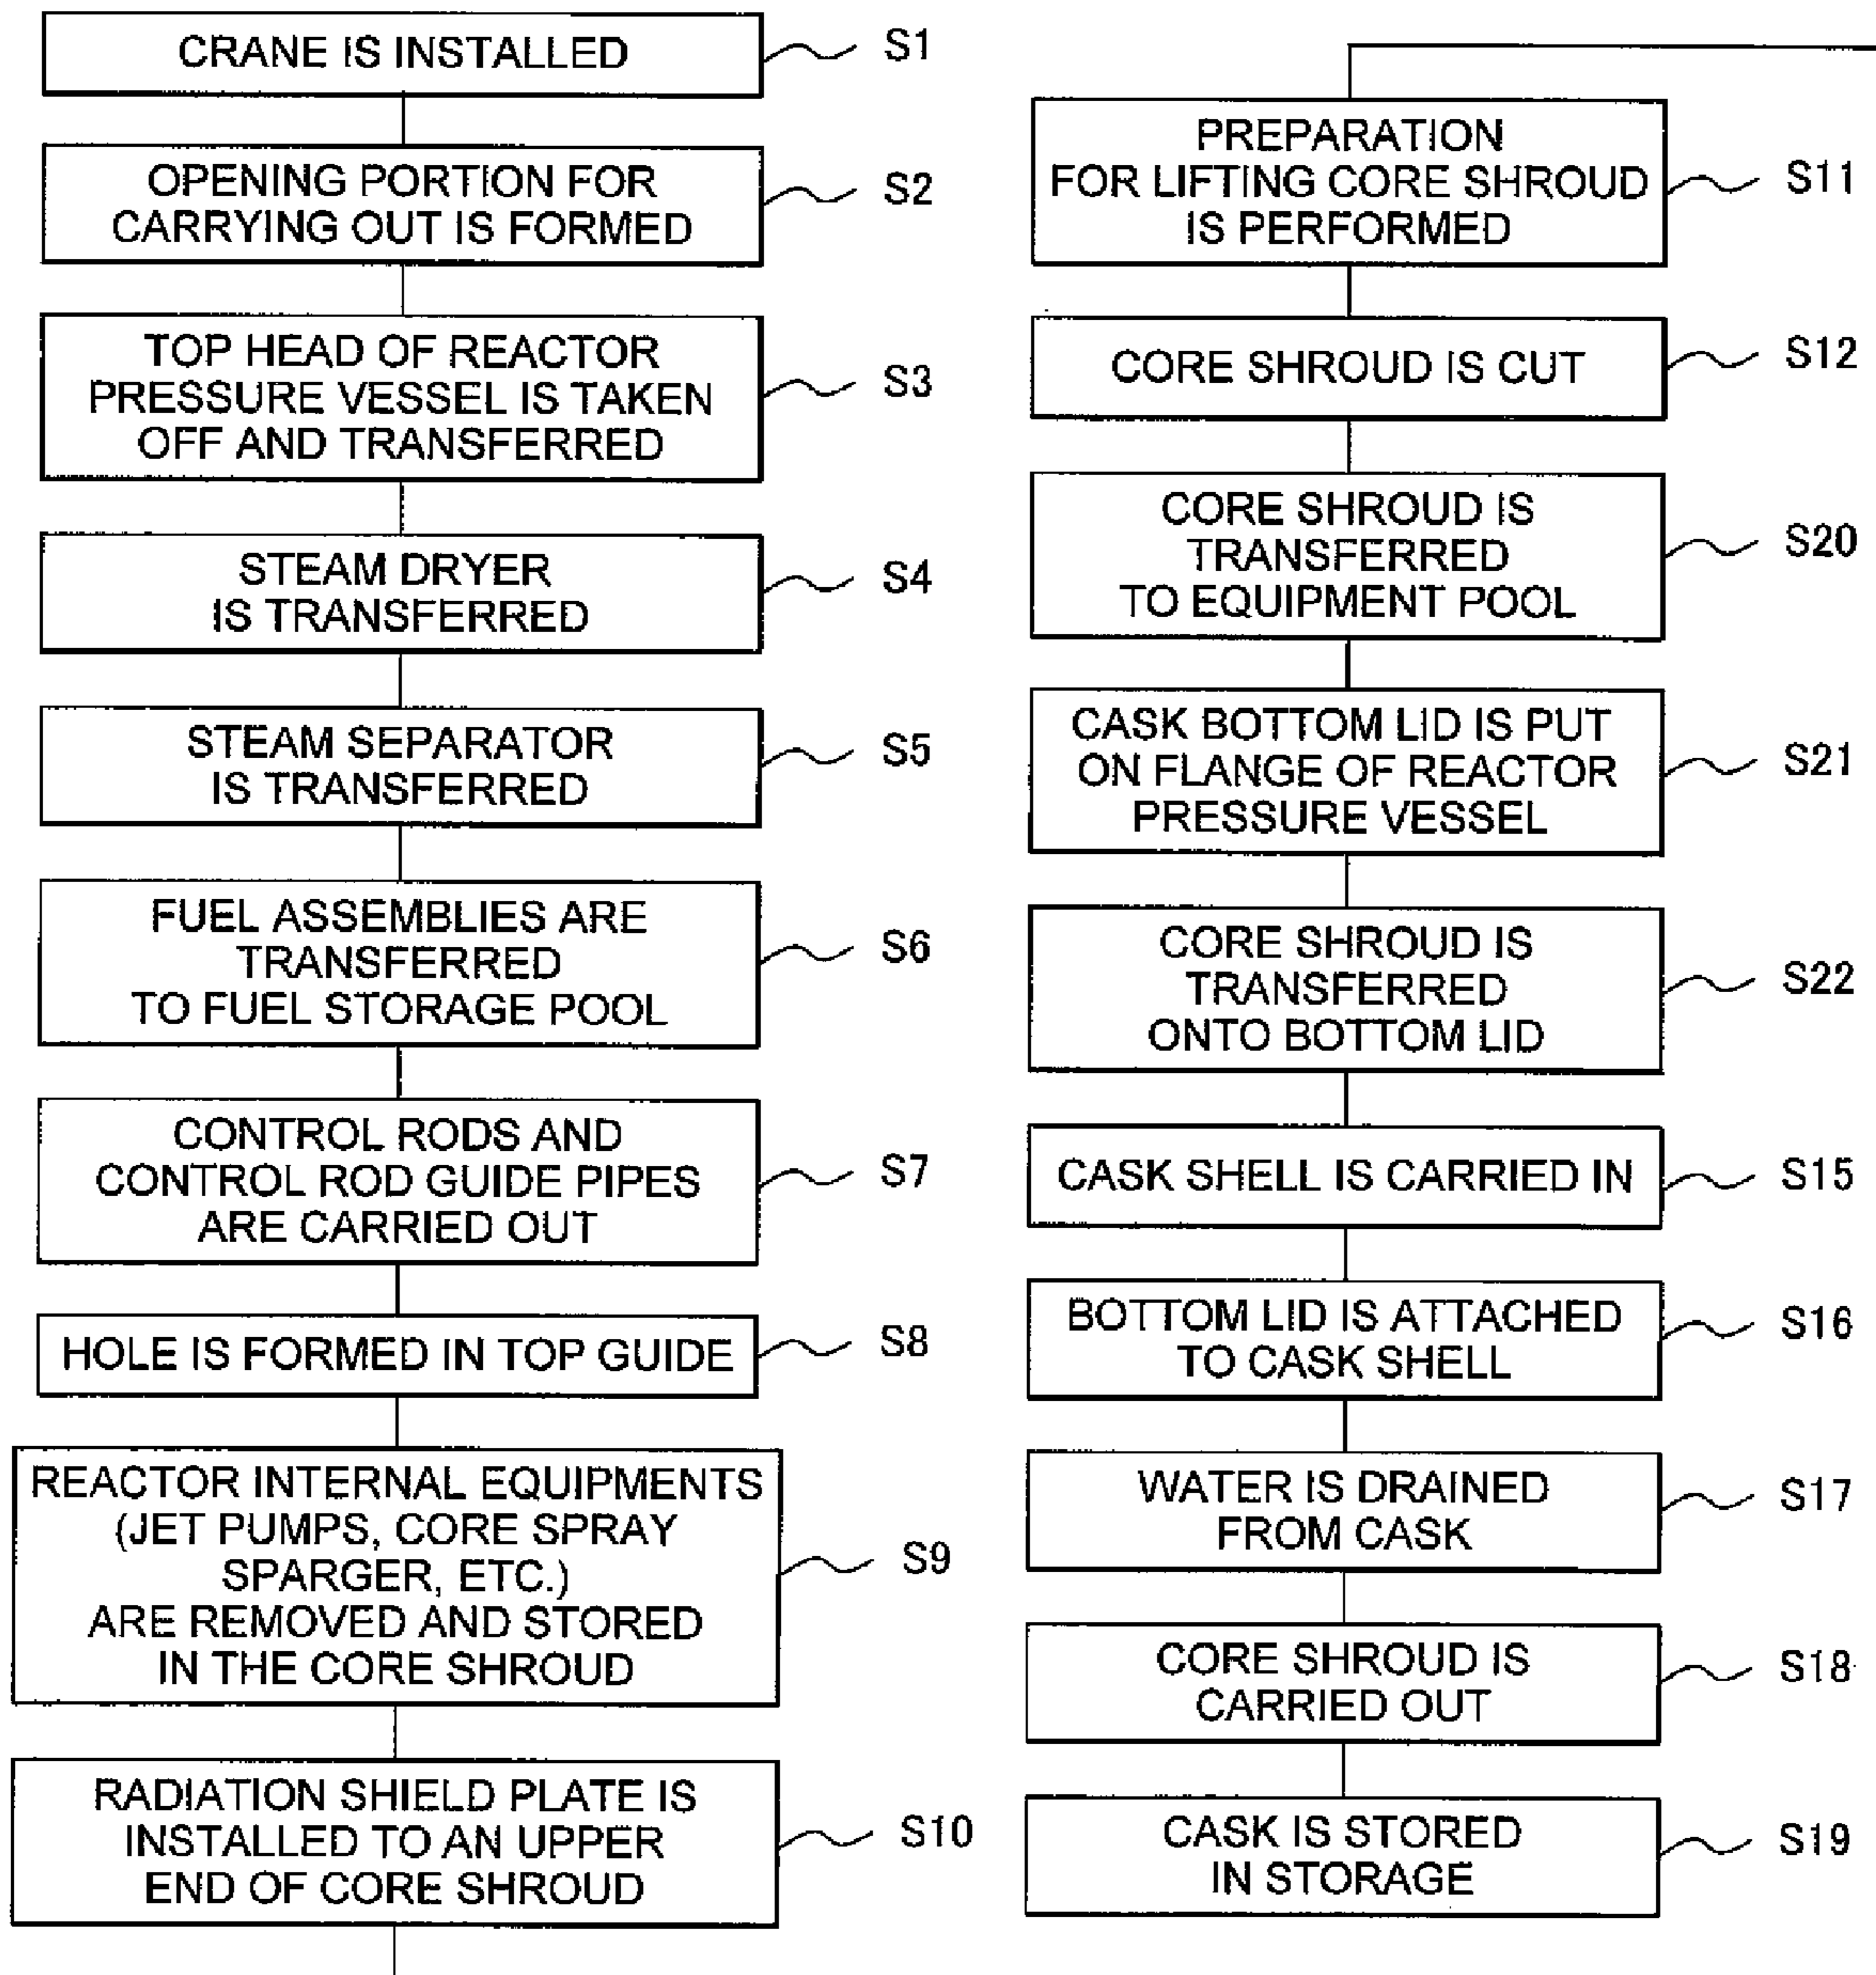 CRANE IS INSTALLED
S1
OPENING PORTION FOR
CARRYING OUT IS FORMED
S2
TOP HEAD OF REACTOR
PRESSURE VESSEL IS TAKEN
OFF AND TRANSFERRED
S3
STEAM DRYER
IS TRANSFERRED
S4
STEAM SEPARATOR
IS TRANSFERRED
S5
FUEL ASSEMBLIES ARE
TRANSFERRED
TO FUEL STORAGE POOL
S6
CONTROL RODS AND
CONTROL ROD GUIDE PIPES
ARE CARRIED OUT
S7
HOLE IS FORMED IN TOP GUIDE
S8
REACTOR INTERNAL EQUIPMENTS
(JET PUMPS, CORE SPRAY
SPARGER, ETC.)
ARE REMOVED AND STORED
IN THE CORE SHROUD
S9
RADIATION SHIELD PLATE IS
INSTALLED TO AN UPPER
END OF CORE SHROUD
S10
PREPARATION
FOR LIFTING CORE SHROUD
IS PERFORMED
S11
CORE SHROUD IS CUT
S12
CORE SHROUD IS
TRANSFERRED
TO EQUIPMENT POOL
S20
CASK BOTTOM LID IS PUT
ON FLANGE OF REACTOR
PRESSURE VESSEL
S21
CORE SHROUD IS
TRANSFERRED
ONTO BOTTOM LID
S22
CASK SHELL IS CARRIED IN
S15
BOTTOM LID IS ATTACHED
TO CASK SHELL
S16
WATER IS DRAINED
FROM CASK
S17
CORE SHROUD IS
CARRIED OUT
S18
CASK IS STORED
IN STORAGE
S19